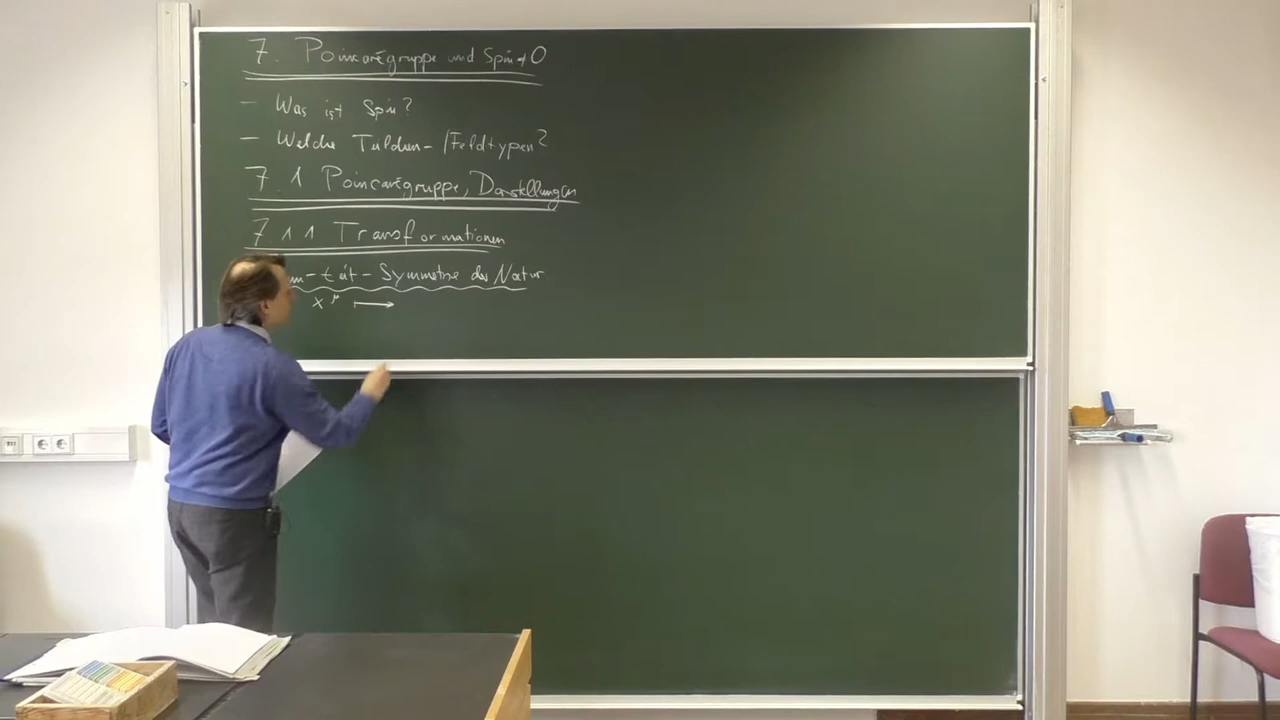 7. Poincarégruppe und Spin ≠ 0
- Was ist Spin?
- Welche Teilchen-/Feldtypen?
7.1 Poincarégruppe, Darstellungen
7.1.1 Transformationen
m-Zeit-Symmetrie der Natur
x^μ ↦